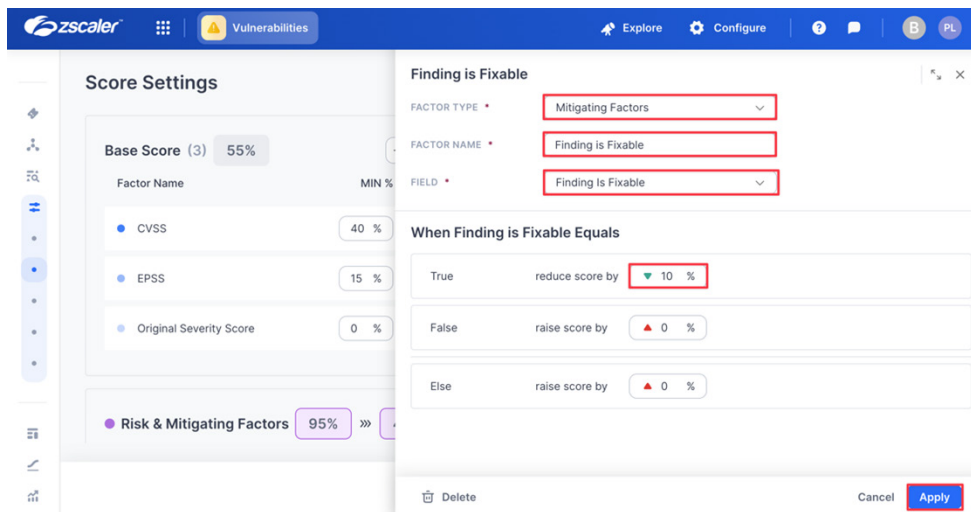 zscaler
Vulnerabilities
Explore
Configure
?
B
PL
Score Settings
Base Score (3) 55%
Factor Name MIN %
CVSS 40 %
EPSS 15 %
Original Severity Score 0 %
Risk & Mitigating Factors 95% »»
Finding is Fixable
FACTOR TYPE • Mitigating Factors
FACTOR NAME • Finding is Fixable
FIELD • Finding Is Fixable
When Finding is Fixable Equals
True reduce score by ▼ 10 %
False raise score by ▲ 0 %
Else raise score by ▲ 0 %
Delete
Cancel
Apply